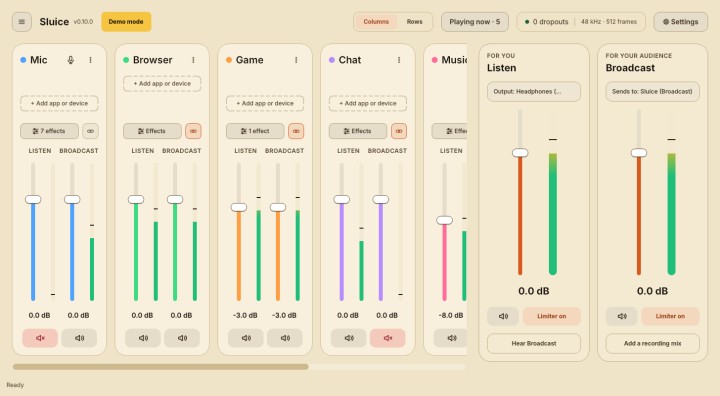 Sluice v0.10.0 Demo mode Columns Rows Playing now · 5 0 dropouts 48 kHz · 512 frames Settings
Mic
+ Add app or device
7 effects
LISTEN BROADCAST
0.0 dB 0.0 dB
Browser
+ Add app or device
Effects
LISTEN BROADCAST
0.0 dB 0.0 dB
Game
+ Add app or device
1 effect
LISTEN BROADCAST
-3.0 dB -3.0 dB
Chat
+ Add app or device
Effects
LISTEN BROADCAST
0.0 dB 0.0 dB
Music
+ Add
Effe
LISTEN
-8.0 dB
FOR YOU
Listen
Output: Headphones (...
0.0 dB
Limiter on
Hear Broadcast
FOR YOUR AUDIENCE
Broadcast
Sends to: Sluice (Broadcast)
0.0 dB
Limiter on
Add a recording mix
Ready